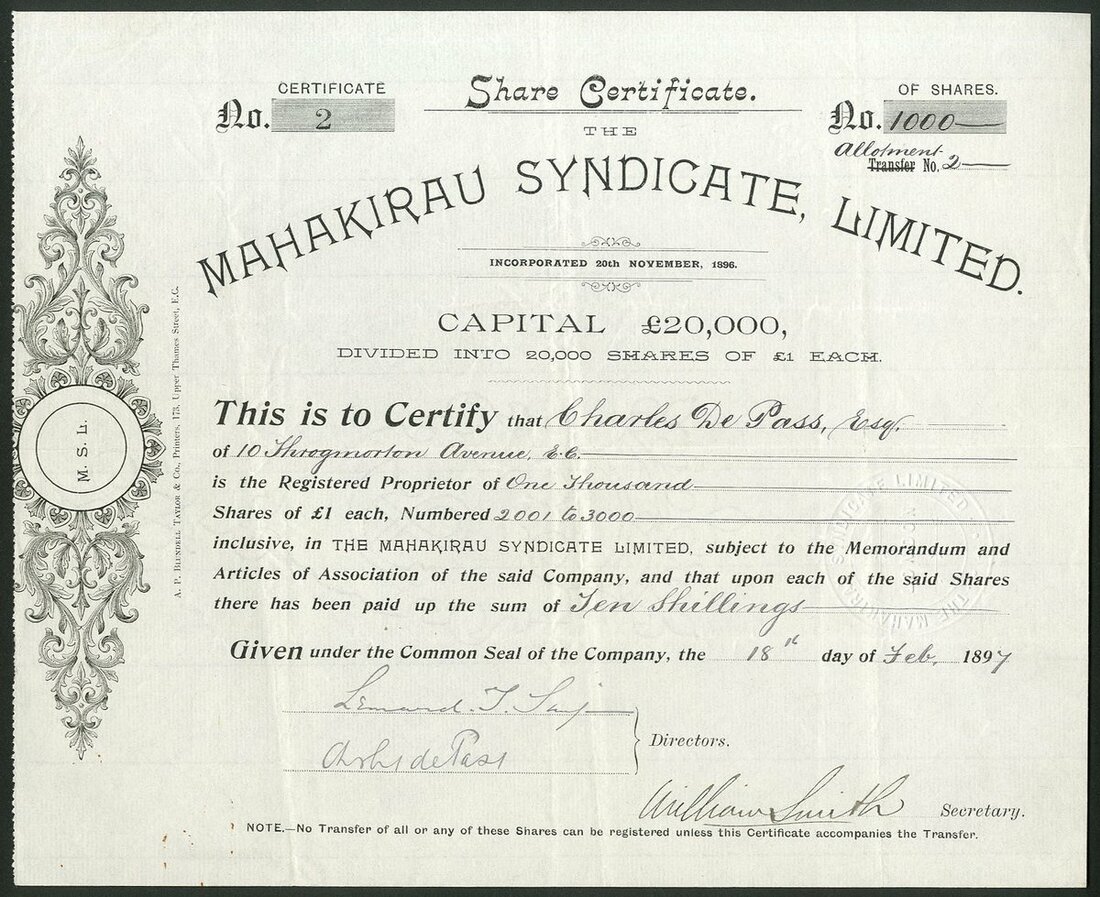 CERTIFICATE
No. 2
Share Certificate.
OF SHARES.
No. 1000
Allotment
Transfer No. 2
THE
MAHAKIRAU SYNDICATE, LIMITED.
INCORPORATED 20th NOVEMBER, 1896.
CAPITAL £20,000,
DIVIDED INTO 20,000 SHARES OF £1 EACH.
This is to Certify that Charles De Pass, Esq.
of 10 Throgmorton Avenue, E.C.
is the Registered Proprietor of One Thousand
Shares of £1 each, Numbered 2001 to 3000
inclusive, in THE MAHAKIRAU SYNDICATE LIMITED, subject to the Memorandum and
Articles of Association of the said Company, and that upon each of the said Shares
there has been paid up the sum of Ten Shillings
Given under the Common Seal of the Company, the 18th day of Feb. 1897
de Pass
Directors.
William Smith Secretary.
NOTE.—No Transfer of all or any of these Shares can be registered unless this Certificate accompanies the Transfer.
M. S. L.
A. P. BLUNDELL TAYLOR & Co., Printers, 173, Upper Thames Street, E.C.
THE MAHAKIRAU SYNDICATE LIMITED